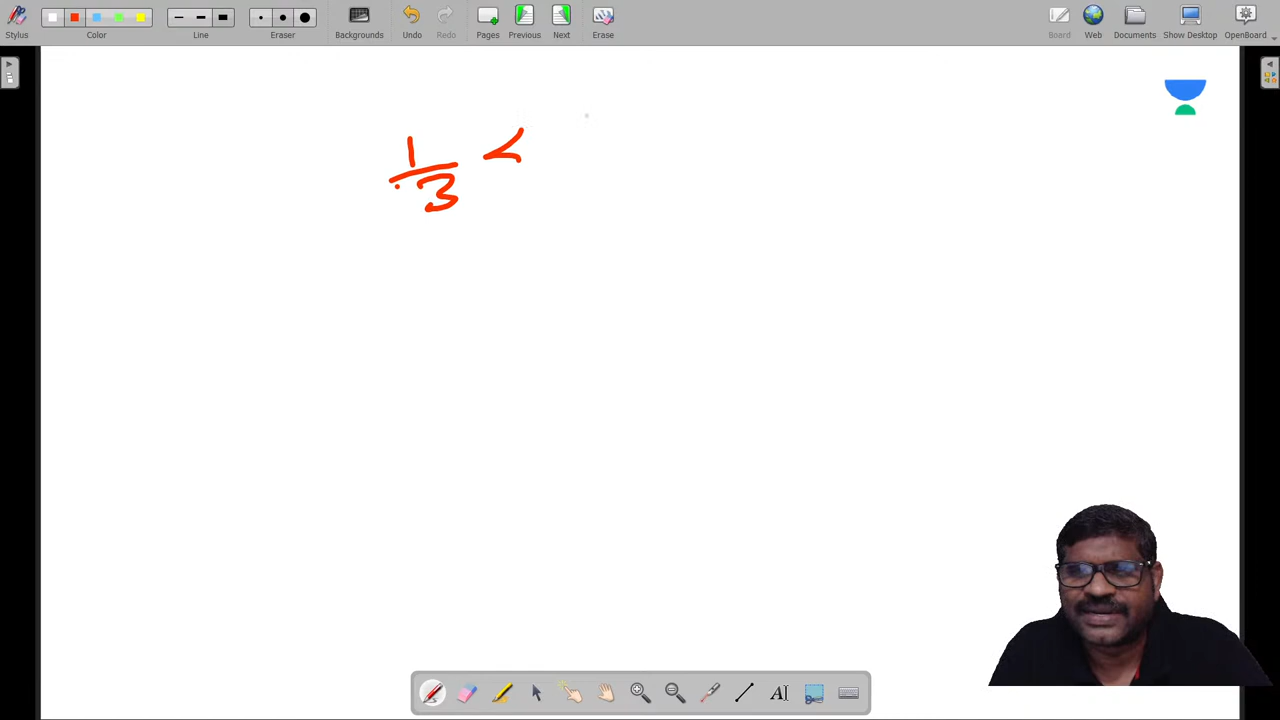 Stylus Color Line Eraser Backgrounds Undo Redo Pages Previous Next Erase Board Web Documents Show Desktop OpenBoard
1/3 <
A